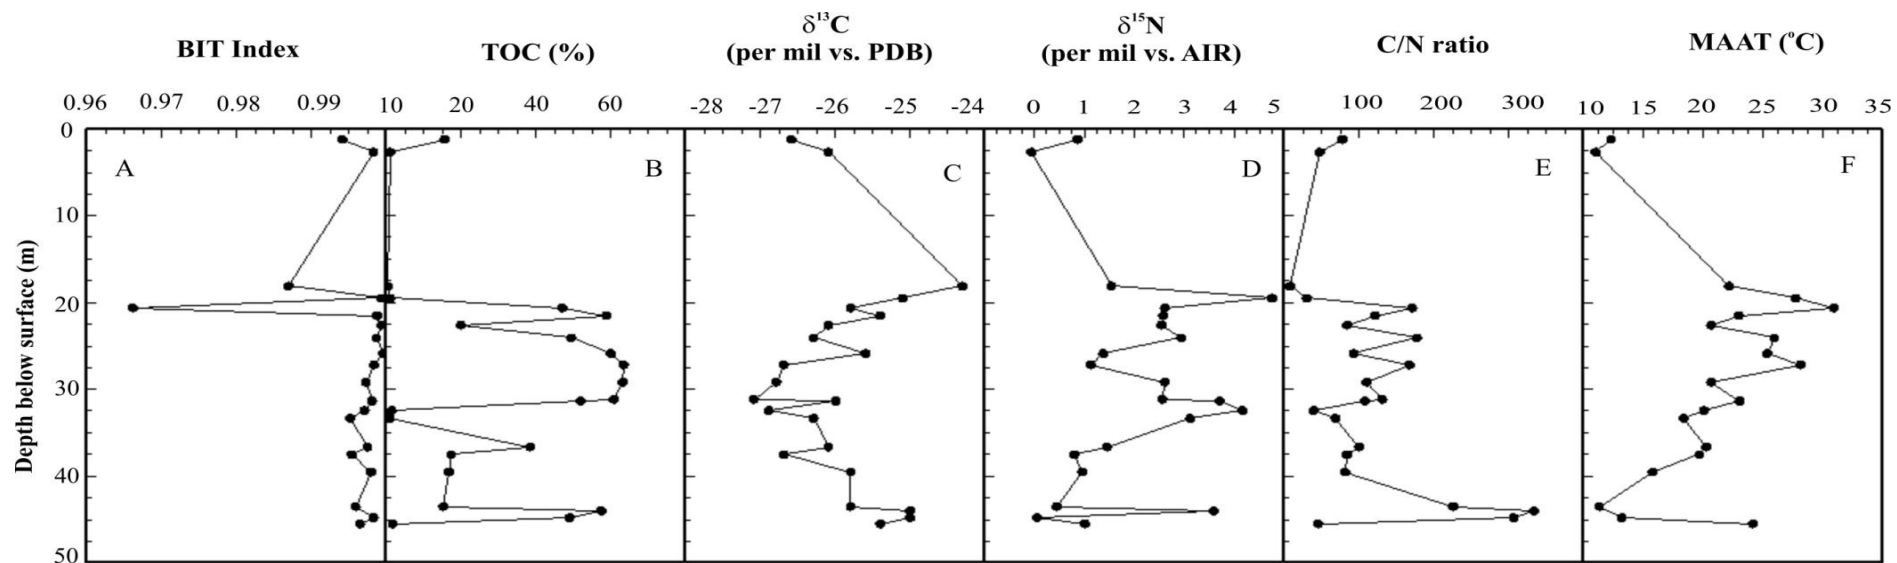 BIT Index TOC (%) δ¹³C (per mil vs. PDB) δ¹⁵N (per mil vs. AIR) C/N ratio MAAT (°C)
0.96 0.97 0.98 0.99 10 20 40 60 -28 -27 -26 -25 -24 0 1 2 3 4 5 100 200 300 10 15 20 25 30 35
0
A B C D E F
10
20
30
40
50
Depth below surface (m)